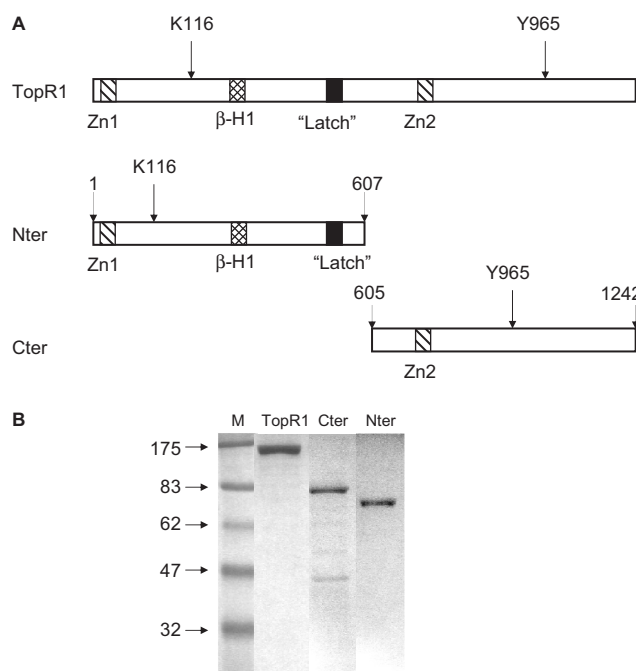 A
K116 Y965
TopR1
Zn1 β-H1 “Latch” Zn2
1 K116 607
Nter
Zn1 β-H1 “Latch”
605 Y965 1242
Cter
Zn2
B
M TopR1 Cter Nter
175
83
62
47
32